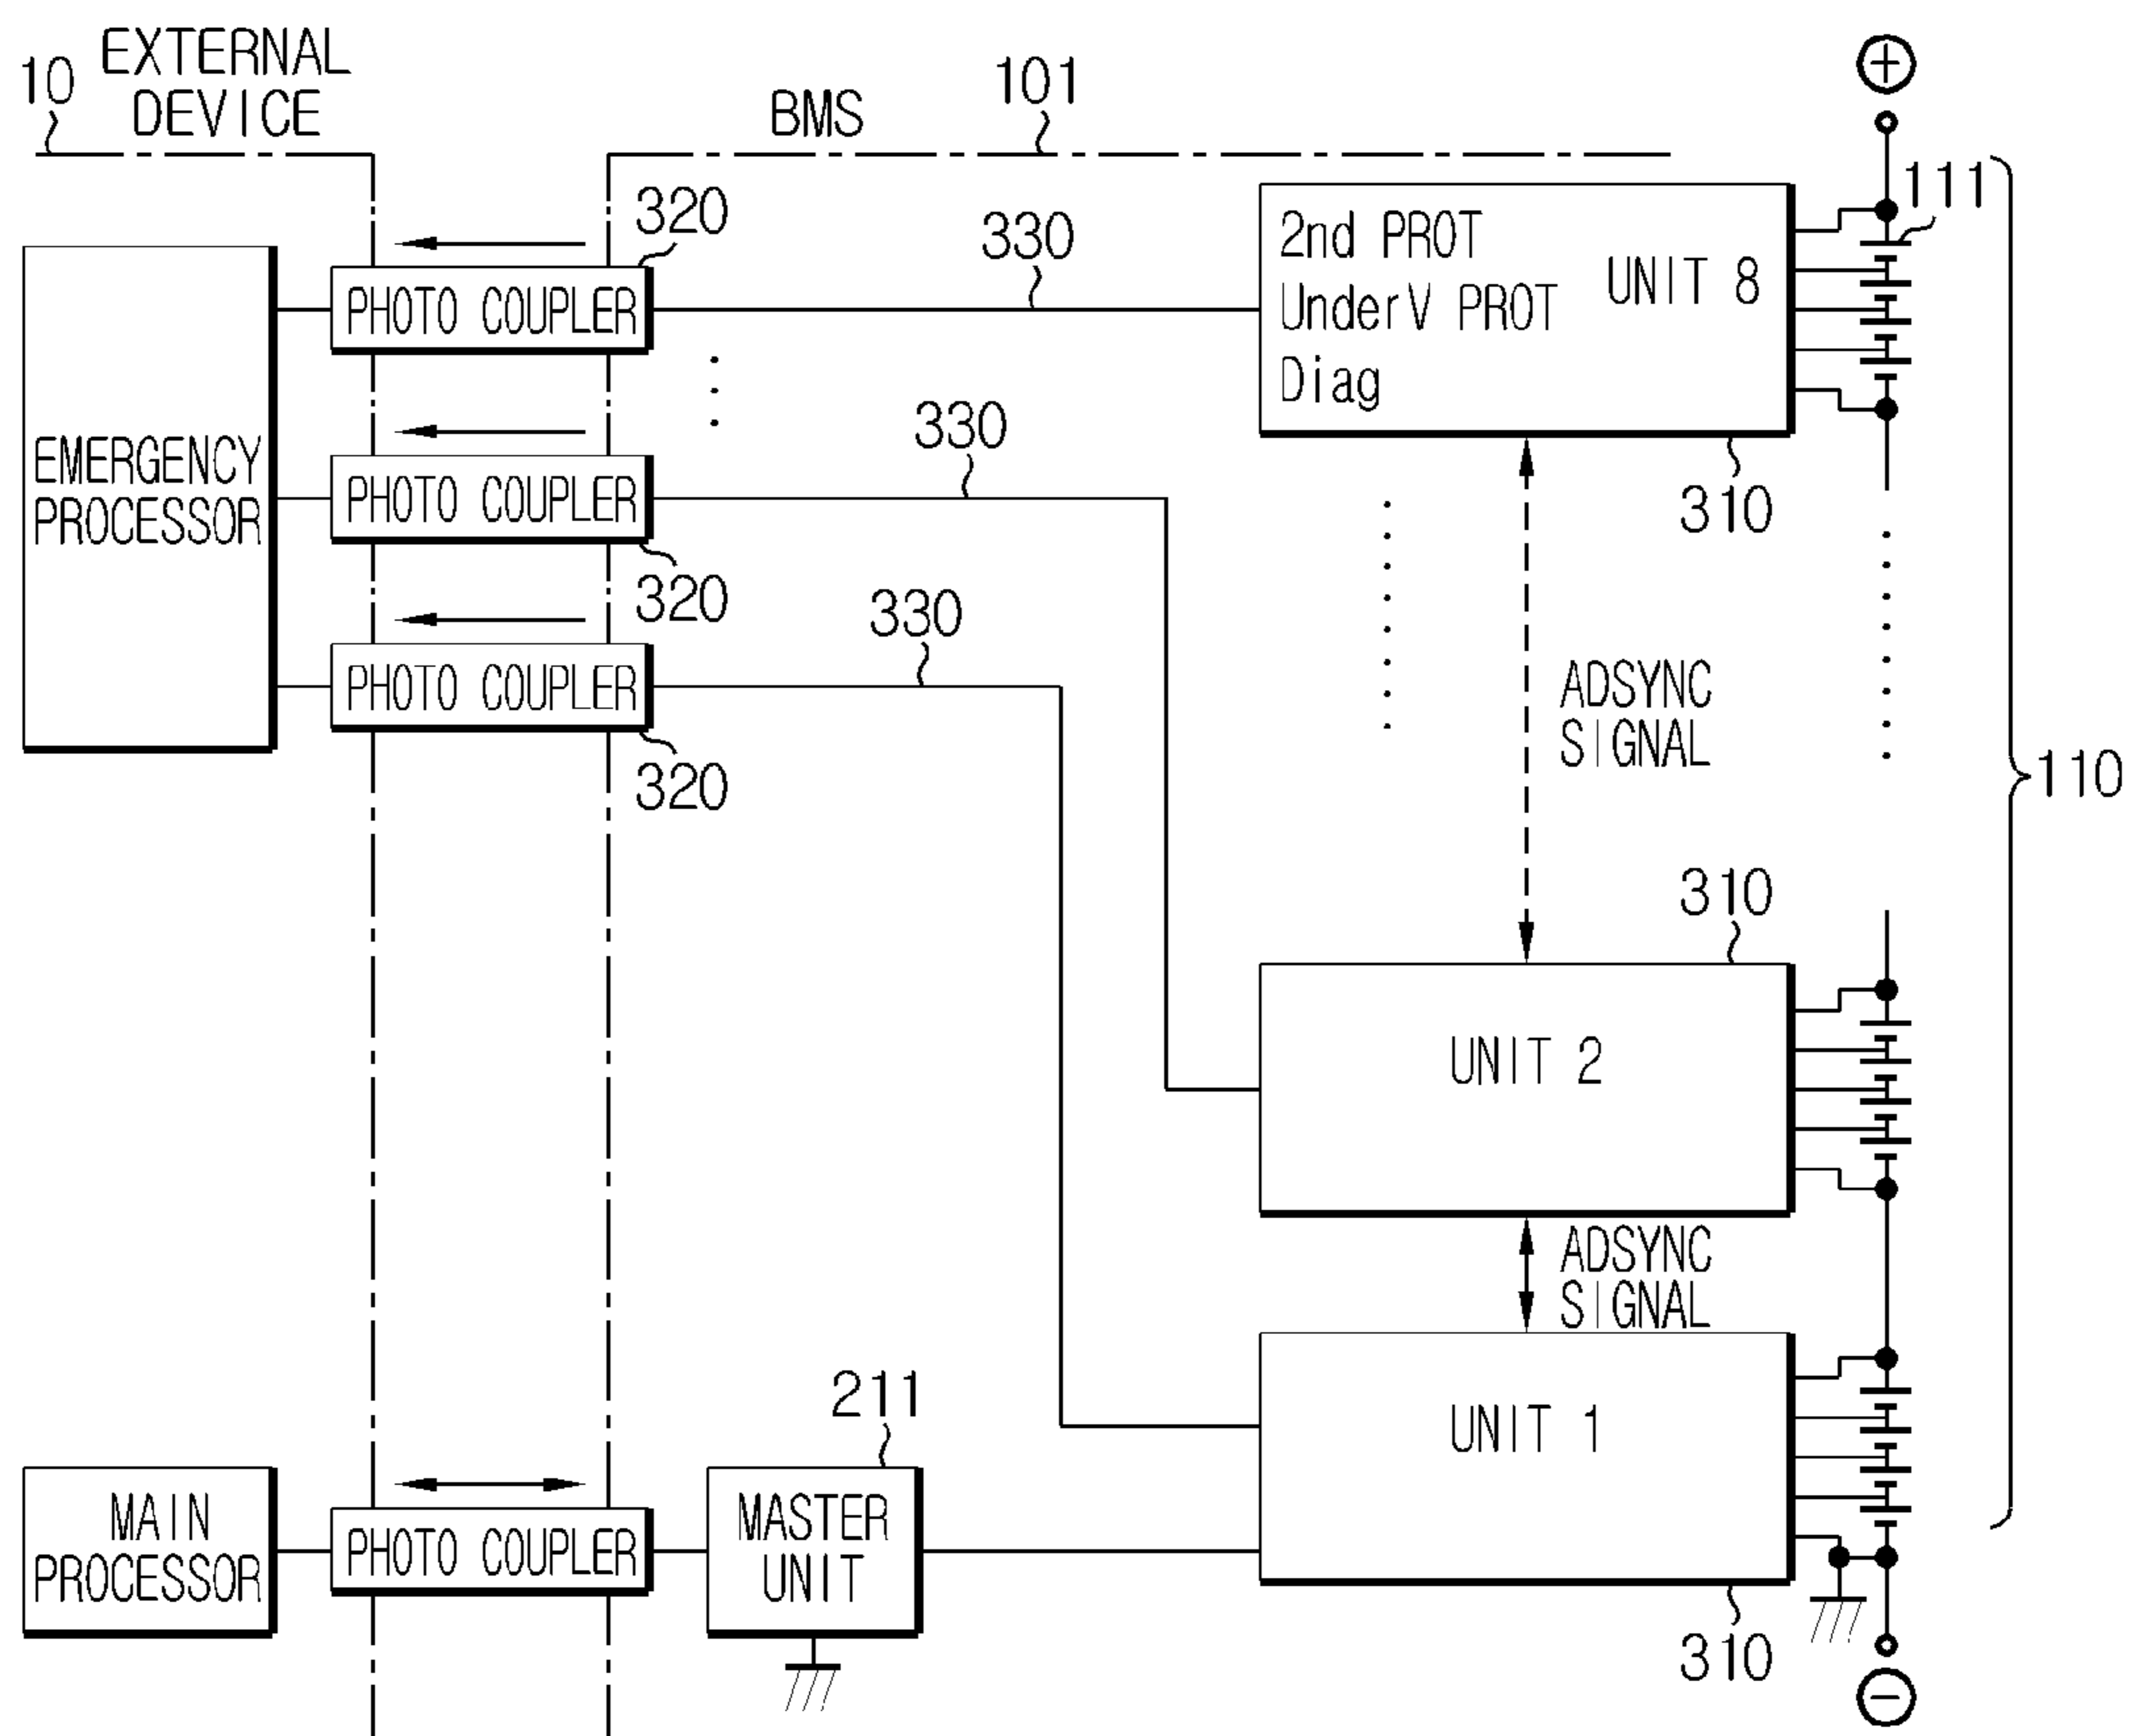 10
EXTERNAL
DEVICE
BMS
101
111
320
330
2nd PROT
UnderV PROT
Diag
UNIT 8
PHOTO COUPLER
330
EMERGENCY
PROCESSOR
PHOTO COUPLER
310
320
330
PHOTO COUPLER
ADSYNC
SIGNAL
320
110
310
UNIT 2
ADSYNC
SIGNAL
211
UNIT 1
MAIN
PROCESSOR
PHOTO COUPLER
MASTER
UNIT
310